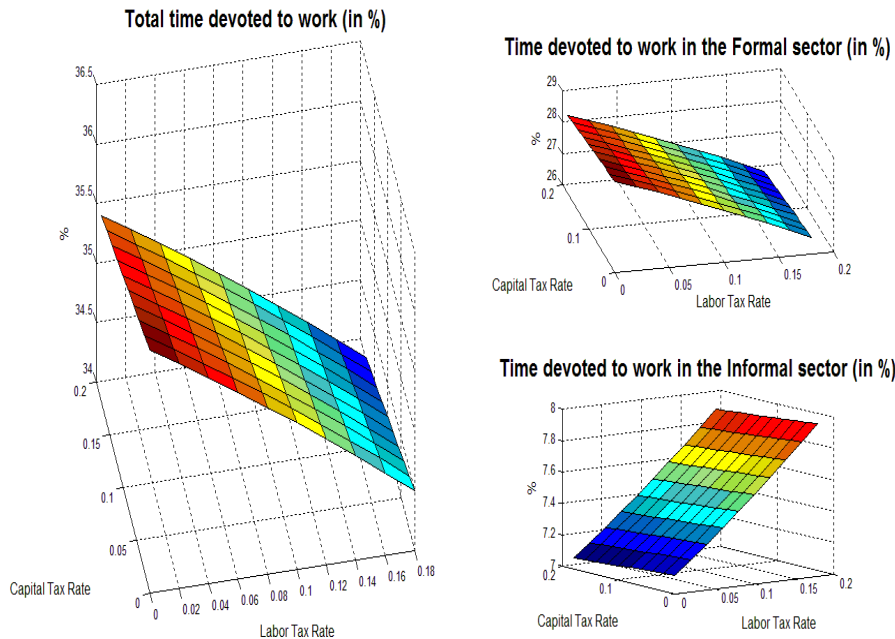 Total time devoted to work (in %)
36.5
36
35.5
35
34.5
34
%
0.2
0.15
0.1
0.05
0
Capital Tax Rate
0 0.02 0.04 0.06 0.08 0.1 0.12 0.14 0.16 0.18
Labor Tax Rate
Time devoted to work in the Formal sector (in %)
29
28
27
26
%
0.2
0.1
0
Capital Tax Rate
0 0.05 0.1 0.15 0.2
Labor Tax Rate
Time devoted to work in the Informal sector (in %)
8
7.8
7.6
7.4
7.2
7
%
0.2
0.1
0
Capital Tax Rate
0 0.05 0.1 0.15 0.2
Labor Tax Rate